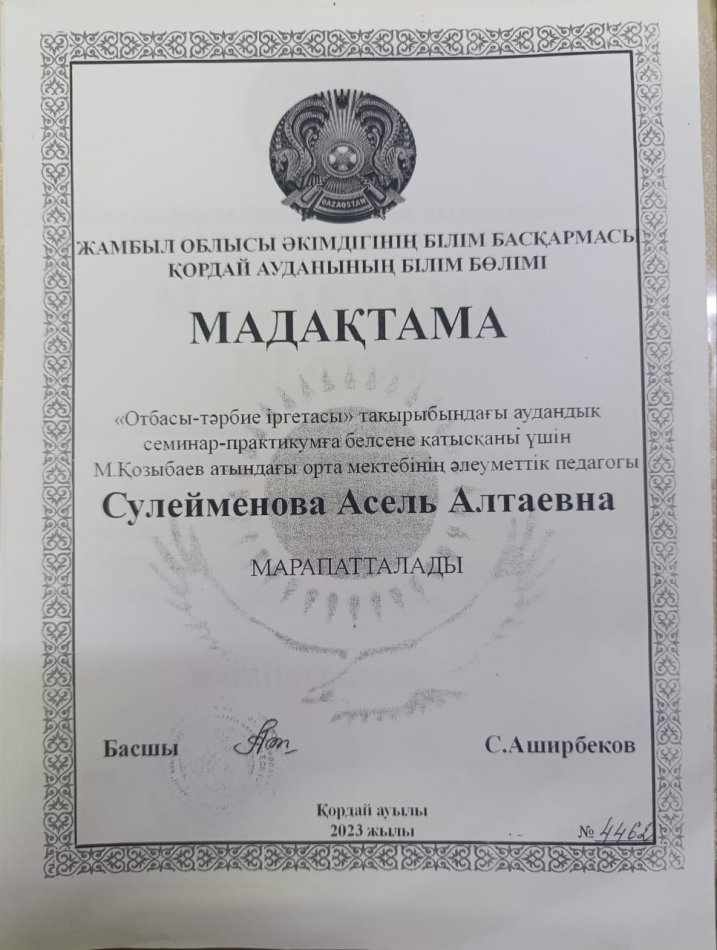 QAZAQSTAN
ЖАМБЫЛ ОБЛЫСЫ ӘКІМДІГІНІҢ БІЛІМ БАСҚАРМАСЫ
ҚОРДАЙ АУДАНЫНЫҢ БІЛІМ БӨЛІМІ
МАДАҚТАМА
«Отбасы-тәрбие іргетасы» тақырыбындағы аудандық
семинар-практикумға белсене қатысқаны үшін
М.Қозыбаев атындағы орта мектебінің әлеуметтік педагогы
Сулейменова Асель Алтаевна
МАРАПАТТАЛАДЫ
Басшы
С.Аширбеков
Қордай ауылы
2023 жылы
№ 4462